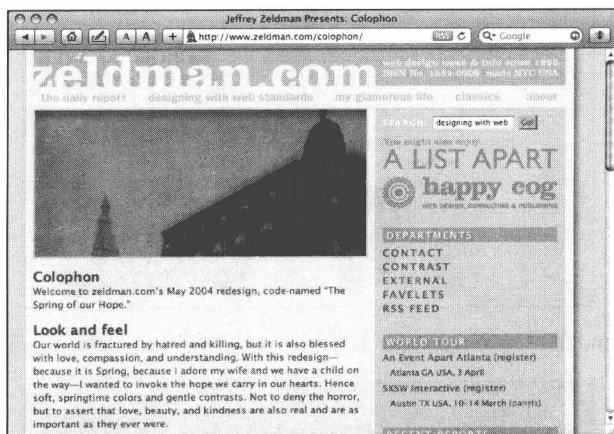 Jeffrey Zeldman Presents: Colophon
A A + http://www.zeldman.com/colophon/ RSS Q Google
zeldman.com
web design news & info since 1995
ISSN No. 1534-0309 made NYC USA
the daily report designing with web standards my glamorous life classics about
SEARCH designing with web Go!
You might also enjoy
A LIST APART
happy cog
WEB DESIGN, CONSULTING & PUBLISHING
DEPARTMENTS
CONTACT
CONTRAST
EXTERNAL
FAVELETS
RSS FEED
WORLD TOUR
An Event Apart Atlanta (register)
Atlanta GA USA, 3 April
SXSW Interactive (register)
Austin TX USA, 10-14 March (panels)
RECENT REPORTS
Colophon
Welcome to zeldman.com's May 2004 redesign, code-named "The
Spring of our Hope."
Look and feel
Our world is fractured by hatred and killing, but it is also blessed
with love, compassion, and understanding. With this redesign—
because it is Spring, because I adore my wife and we have a child on
the way—I wanted to invoke the hope we carry in our hearts. Hence
soft, springtime colors and gentle contrasts. Not to deny the horror,
but to assert that love, beauty, and kindness are also real and are as
important as they ever were.